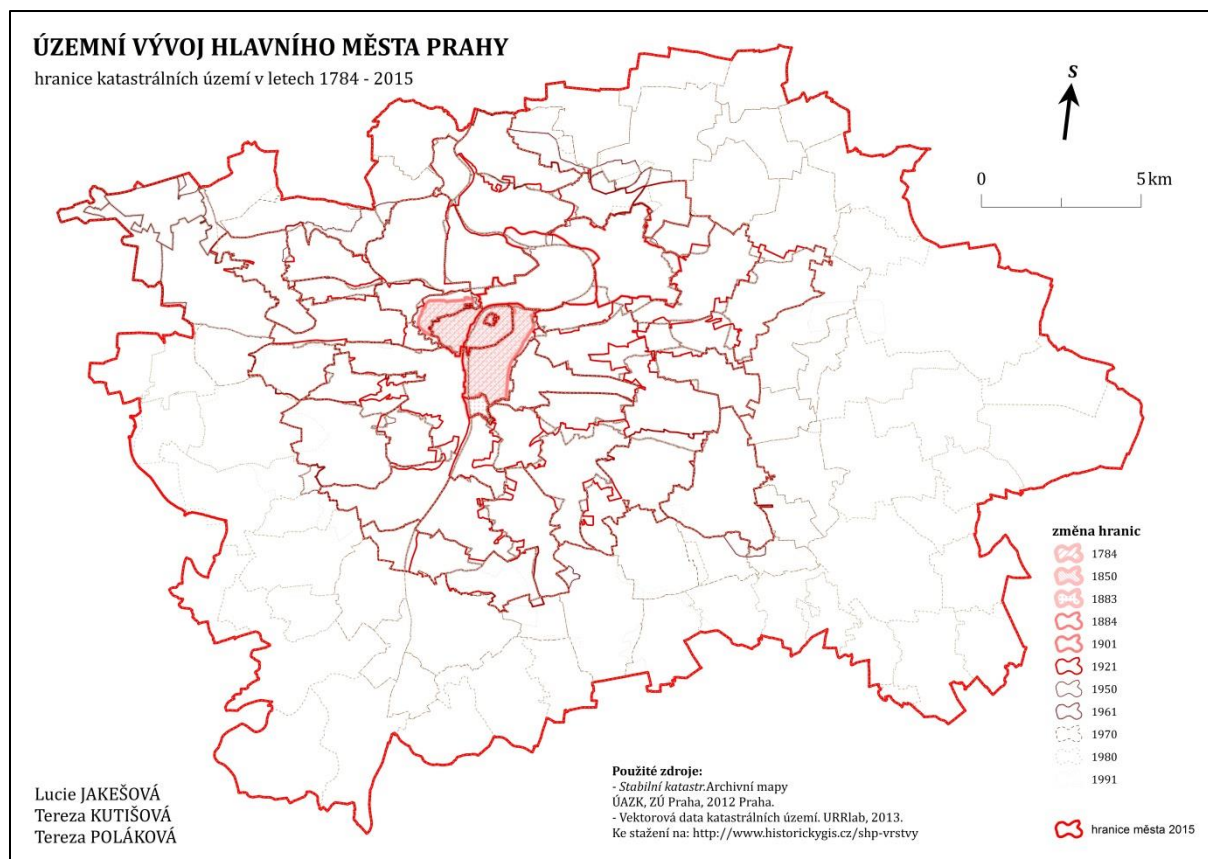 ÚZEMNÍ VÝVOJ HLAVNÍHO MĚSTA PRAHY
hranice katastrálních území v letech 1784 - 2015
S
0 5 km
změna hranic
1784
1850
1883
1884
1901
1921
1950
1961
1970
1980
1991
hranice města 2015
Použité zdroje:
- Stabilní katastr.Archivní mapy
ÚAZK, ZÚ Praha, 2012 Praha.
- Vektorová data katastrálních území. URRlab, 2013.
Ke stažení na: http://www.historickygis.cz/shp-vrstvy
Lucie JAKEŠOVÁ
Tereza KUTIŠOVÁ
Tereza POLÁKOVÁ